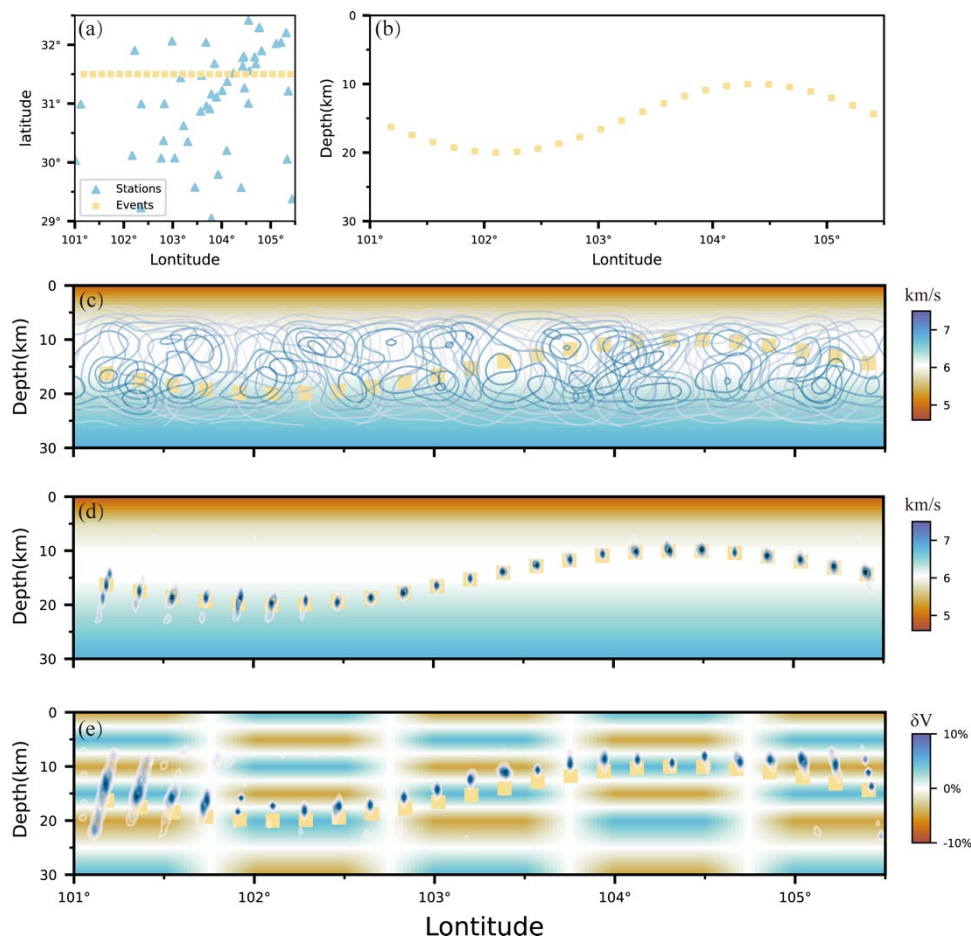 (a)
latitude
32°
31°
30°
29°
Stations
Events
101° 102° 103° 104° 105°
Lontitude
(b)
Depth(km)
0
10
20
30
101° 102° 103° 104° 105°
Lontitude
(c)
Depth(km)
0
10
20
30
km/s
7
6
5
(d)
Depth(km)
0
10
20
30
km/s
7
6
5
(e)
Depth(km)
0
10
20
30
δV
10%
0%
-10%
101° 102° 103° 104° 105°
Lontitude